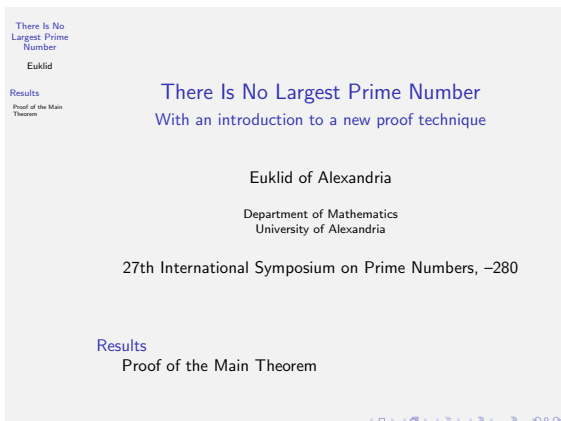 There Is No
Largest Prime
Number
Euklid
Results
Proof of the Main
Theorem
There Is No Largest Prime Number
With an introduction to a new proof technique
Euklid of Alexandria
Department of Mathematics
University of Alexandria
27th International Symposium on Prime Numbers, –280
Results
Proof of the Main Theorem